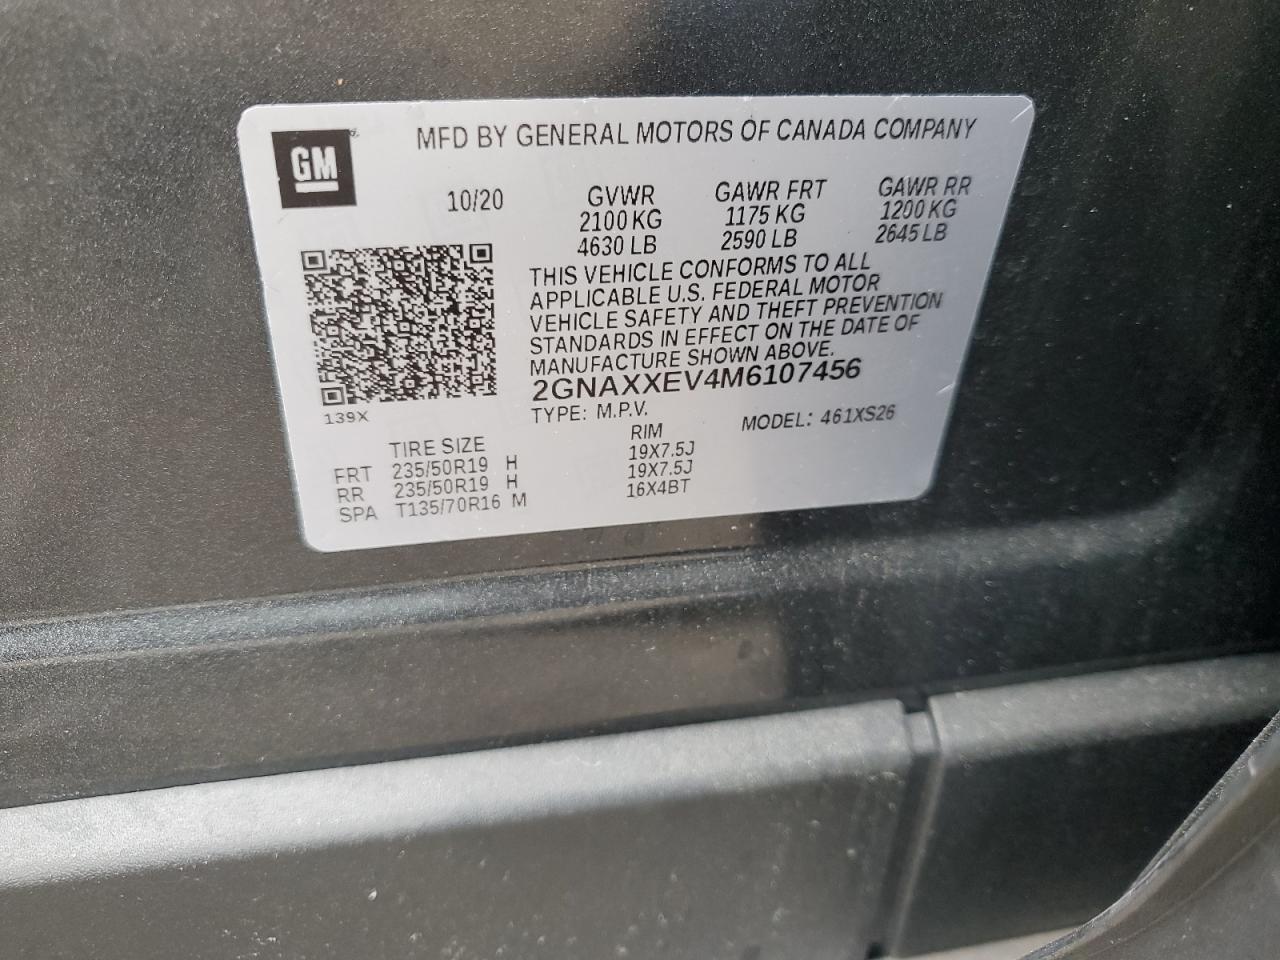 GM
MFD BY GENERAL MOTORS OF CANADA COMPANY
10/20
GVWR GAWR FRT GAWR RR
2100 KG 1175 KG 1200 KG
4630 LB 2590 LB 2645 LB
THIS VEHICLE CONFORMS TO ALL
APPLICABLE U.S. FEDERAL MOTOR
VEHICLE SAFETY AND THEFT PREVENTION
STANDARDS IN EFFECT ON THE DATE OF
MANUFACTURE SHOWN ABOVE.
2GNAXXEV4M6107456
139X
TYPE: M.P.V. MODEL: 461XS26
TIRE SIZE RIM
FRT 235/50R19 H 19X7.5J
RR 235/50R19 H 19X7.5J
SPA T135/70R16 M 16X4BT